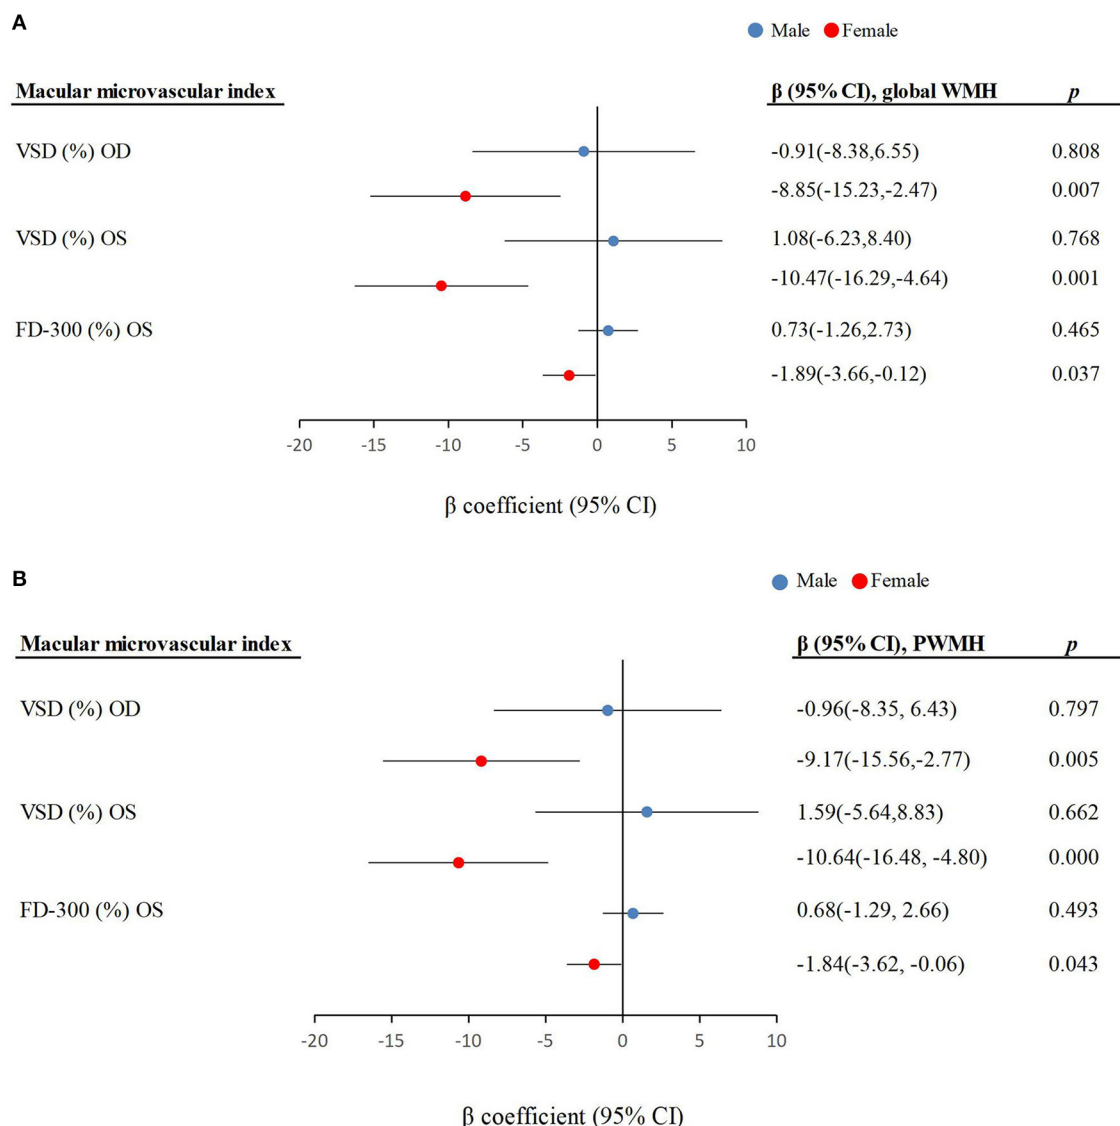 A
Male Female
Macular microvascular index β (95% CI), global WMH p
VSD (%) OD -0.91(-8.38,6.55) 0.808
-8.85(-15.23,-2.47) 0.007
VSD (%) OS 1.08(-6.23,8.40) 0.768
-10.47(-16.29,-4.64) 0.001
FD-300 (%) OS 0.73(-1.26,2.73) 0.465
-1.89(-3.66,-0.12) 0.037
-20 -15 -10 -5 0 5 10
β coefficient (95% CI)
B
Male Female
Macular microvascular index β (95% CI), PWMH p
VSD (%) OD -0.96(-8.35, 6.43) 0.797
-9.17(-15.56,-2.77) 0.005
VSD (%) OS 1.59(-5.64,8.83) 0.662
-10.64(-16.48, -4.80) 0.000
FD-300 (%) OS 0.68(-1.29, 2.66) 0.493
-1.84(-3.62, -0.06) 0.043
-20 -15 -10 -5 0 5 10
β coefficient (95% CI)